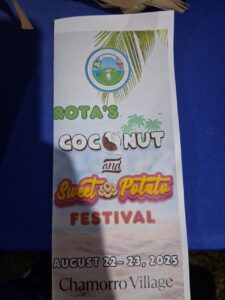 ROTA'S
COCONUT
and
Sweet Potato
FESTIVAL
AUGUST 22- 23, 2025
Chamorro Village